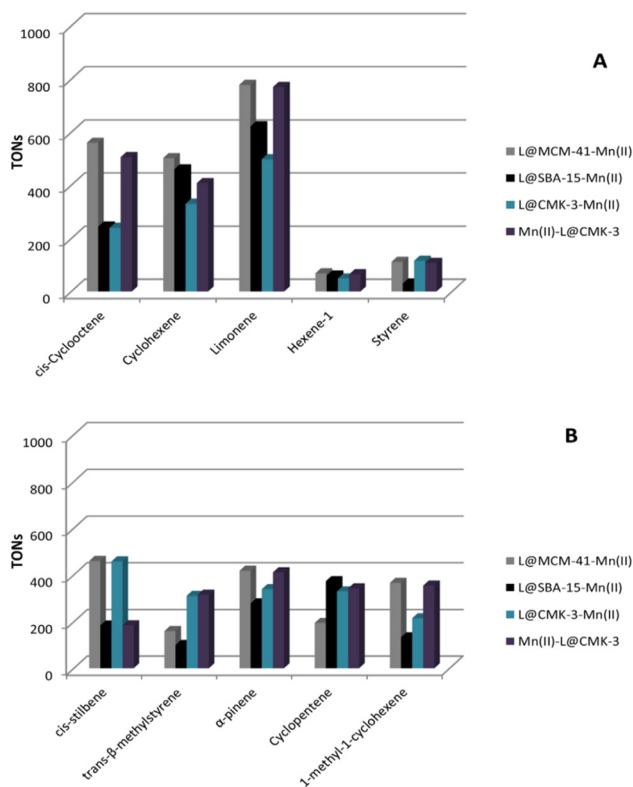 A
1000
800
600
400
200
0
TONs
cis-Cyclooctene
Cyclohexene
Limonene
Hexene-1
Styrene
L@MCM-41-Mn(II)
L@SBA-15-Mn(II)
L@CMK-3-Mn(II)
Mn(II)-L@CMK-3
B
1000
800
600
400
200
0
TONs
cis-stilbene
trans-β-methylstyrene
α-pinene
Cyclopentene
1-methyl-1-cyclohexene
L@MCM-41-Mn(II)
L@SBA-15-Mn(II)
L@CMK-3-Mn(II)
Mn(II)-L@CMK-3